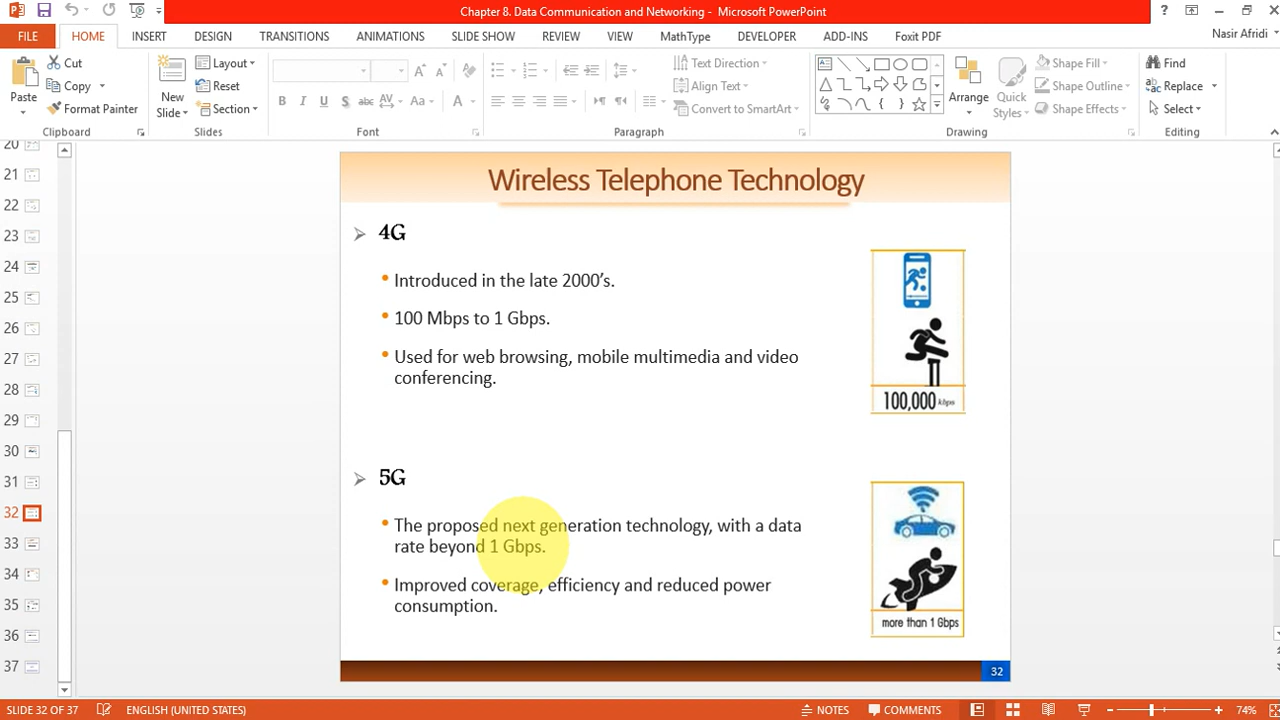 Chapter 8. Data Communication and Networking - Microsoft PowerPoint
FILE HOME INSERT DESIGN TRANSITIONS ANIMATIONS SLIDE SHOW REVIEW VIEW MathType DEVELOPER ADD-INS Foxit PDF Nasir Afridi
Paste
Cut
Copy
Format Painter
Clipboard
New Slide
Layout
Reset
Section
Slides
Aa
Font
Text Direction
Align Text
Convert to SmartArt
Paragraph
Arrange
Quick Styles
Shape Fill
Shape Outline
Shape Effects
Drawing
Find
Replace
Select
Editing
20
21
22
23
24
25
26
27
28
29
30
31
32
33
34
35
36
37
Wireless Telephone Technology
4G
Introduced in the late 2000’s.
100 Mbps to 1 Gbps.
Used for web browsing, mobile multimedia and video
conferencing.
100,000 kbps
5G
The proposed next generation technology, with a data
rate beyond 1 Gbps.
Improved coverage, efficiency and reduced power
consumption.
more than 1 Gbps
32
SLIDE 32 OF 37 ENGLISH (UNITED STATES) NOTES COMMENTS 74%